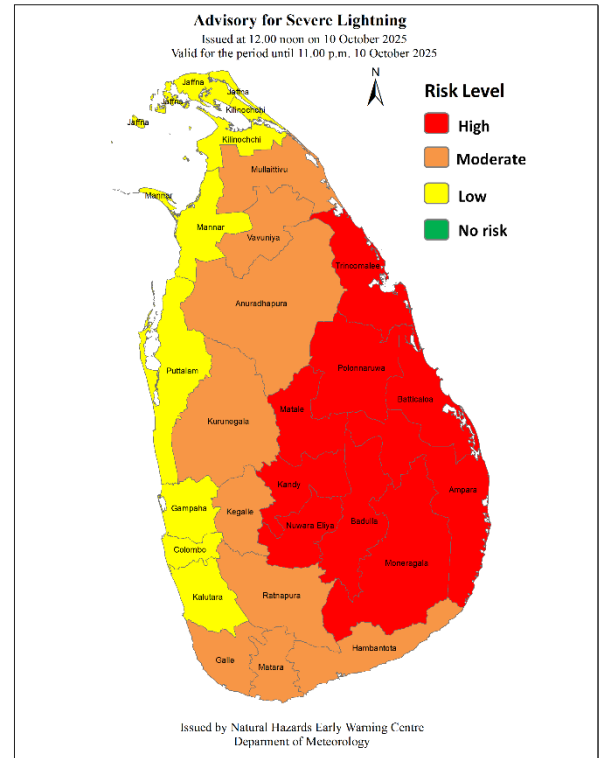 Advisory for Severe Lightning
Issued at 12.00 noon on 10 October 2025
Valid for the period until 11.00 p.m. 10 October 2025
N
Risk Level
High
Moderate
Low
No risk
Jaffna
Jaffna
Jaffna
Kilinochchi
Jaffna
Kilinochchi
Mullaittivu
Mannar
Mannar
Vavuniya
Trincomalee
Anuradhapura
Polonnaruwa
Puttalam
Batticaloa
Matale
Kurunegala
Kandy
Ampara
Gampaha
Kegalle
Nuwara Eliya
Badulla
Colombo
Moneragala
Kalutara
Ratnapura
Hambantota
Galle
Matara
Issued by Natural Hazards Early Warning Centre
Deparment of Meteorology